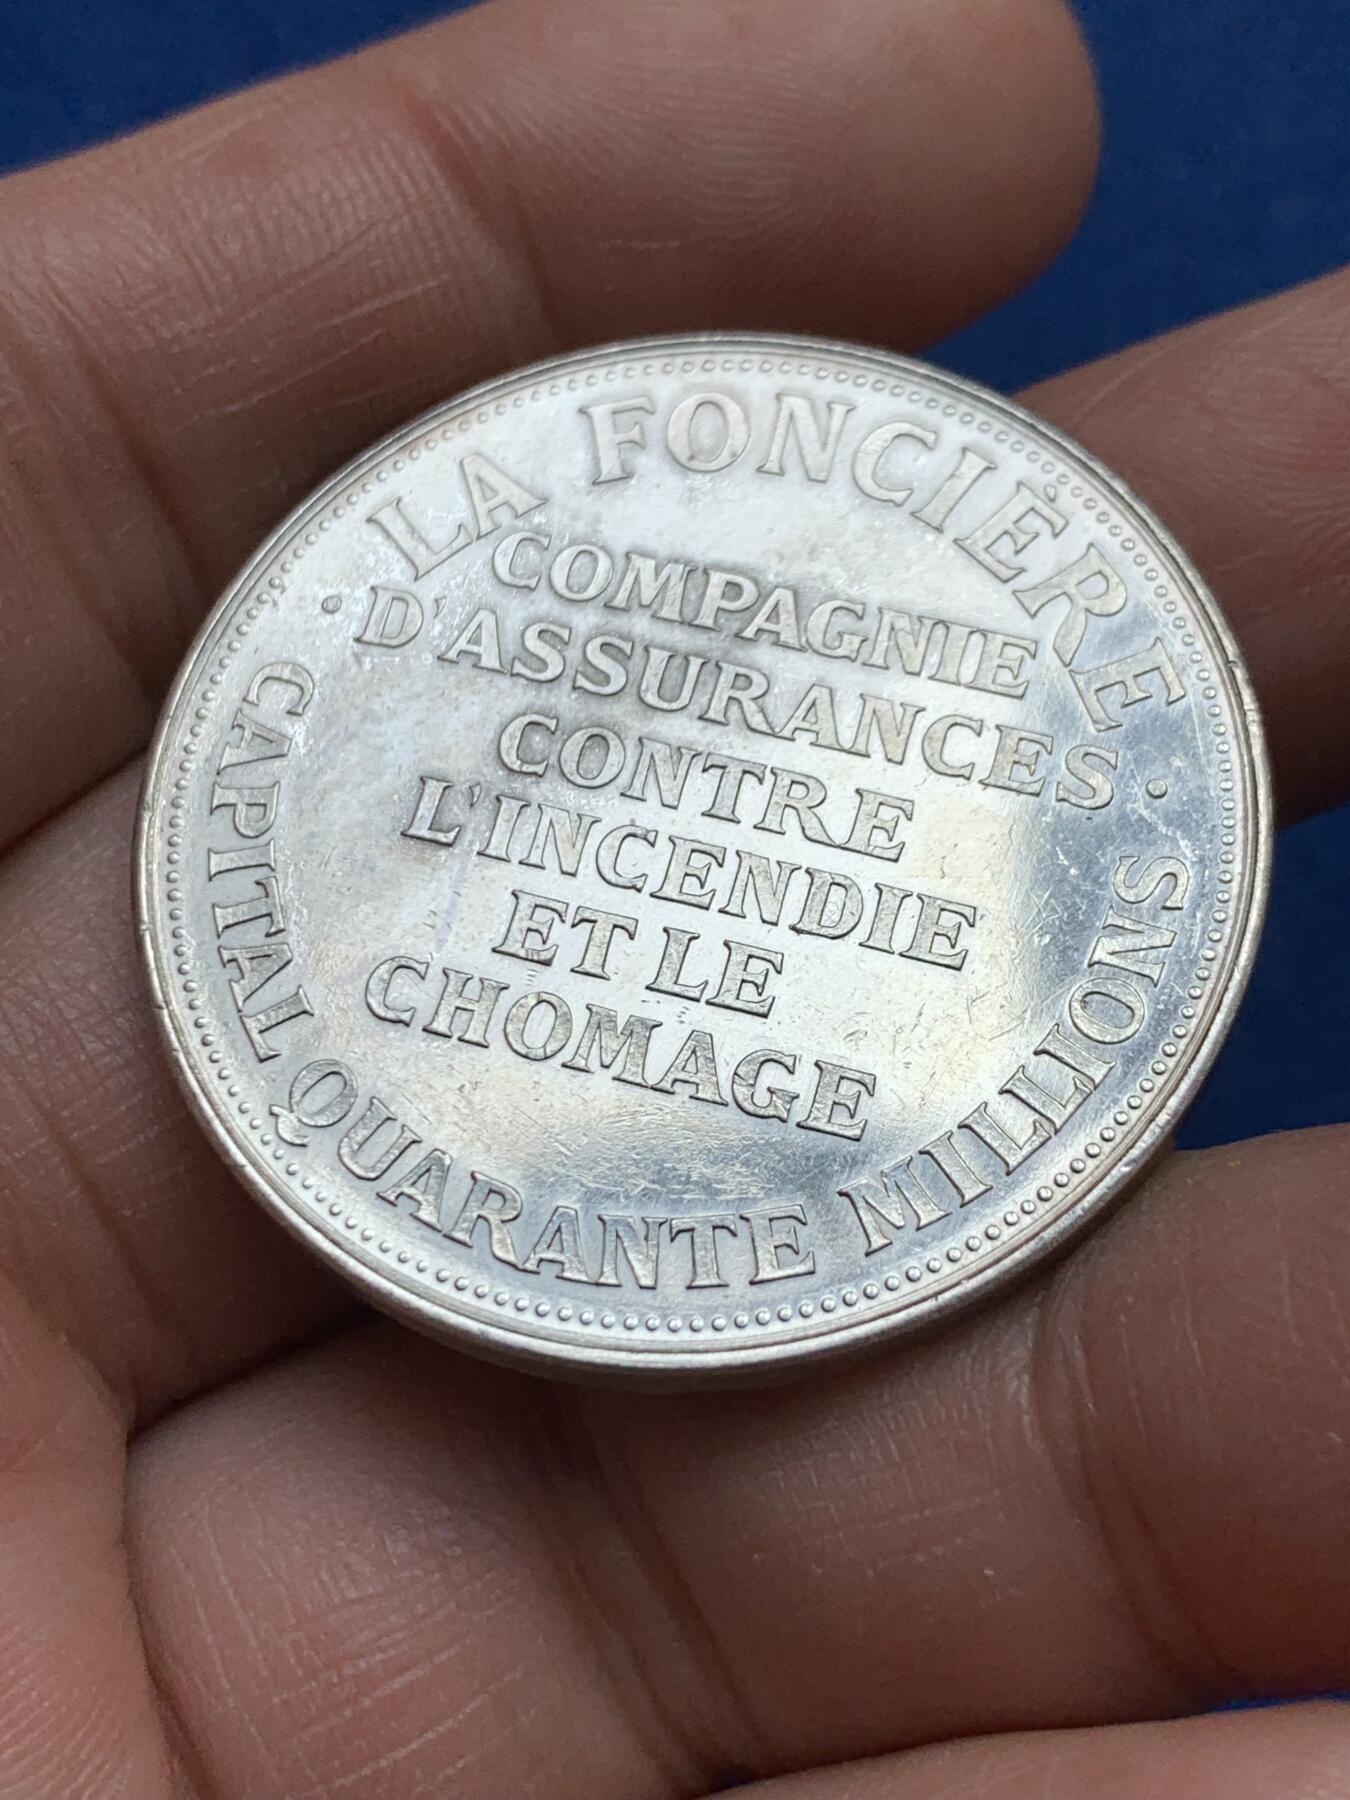 LA FONCIÈRE
COMPAGNIE
D'ASSURANCES
CONTRE
L'INCENDIE
ET LE
CHOMAGE
CAPITAL QUARANTE MILLIONS